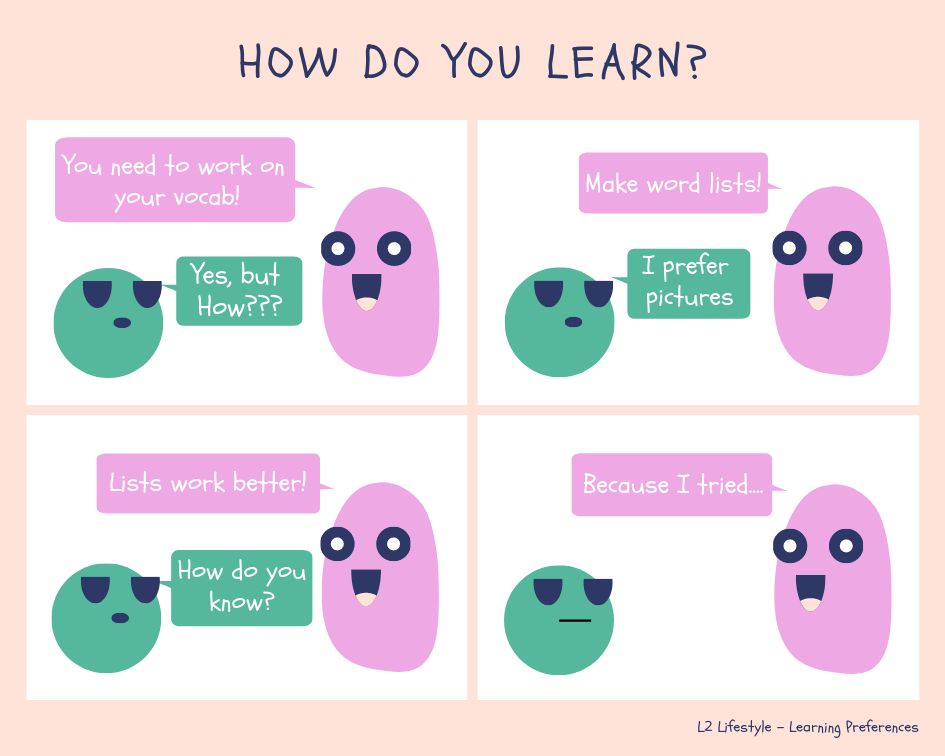 HOW DO YOU LEARN?
You need to work on
your vocab!
Yes, but
How???
Make word lists!
I prefer
pictures
Lists work better!
How do you
know?
Because I tried....
L2 Lifestyle – Learning Preferences